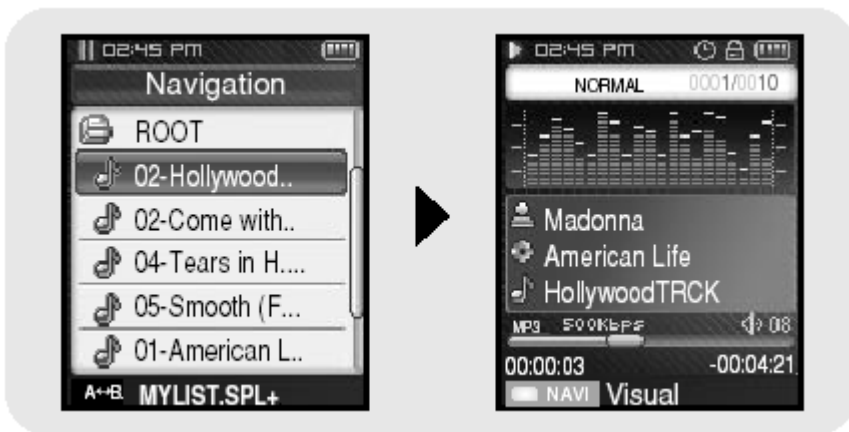 02:45 PM
Navigation
ROOT
02-Hollywood..
02-Come with..
04-Tears in H....
05-Smooth (F...
01-American L..
A↔B MYLIST.SPL+
02:45 PM
NORMAL 0001/0010
Madonna
American Life
HollywoodTRCK
MP3 500Kbps 08
00:00:03 -00:04:21
NAVI Visual